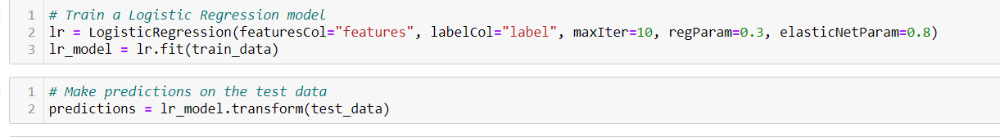 1 # Train a Logistic Regression model
2 lr = LogisticRegression(featuresCol="features", labelCol="label", maxIter=10, regParam=0.3, elasticNetParam=0.8)
3 lr_model = lr.fit(train_data)
1 # Make predictions on the test data
2 predictions = lr_model.transform(test_data)